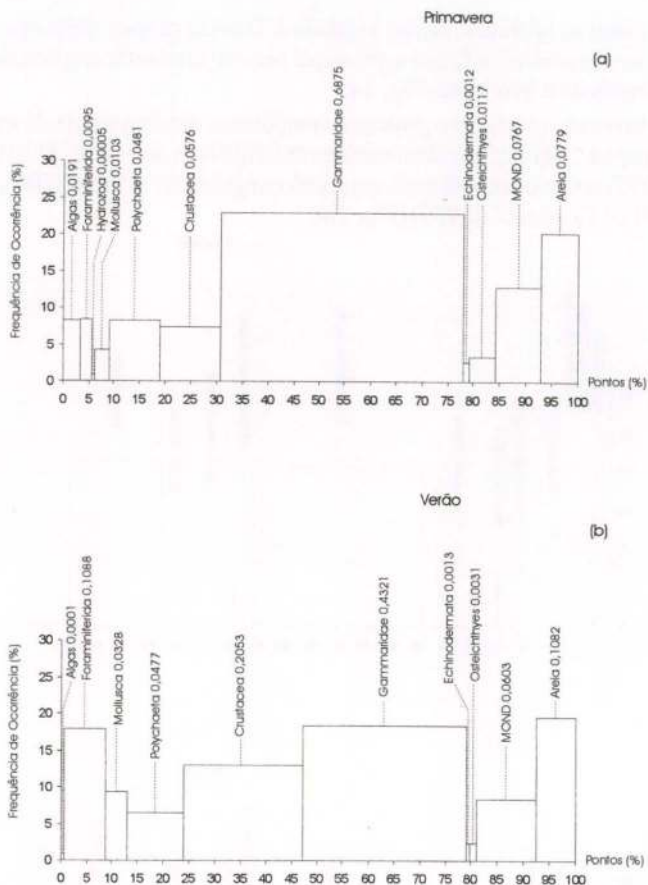 Primavera
(a)
Frequência de Ocorrência (%)
30
25
20
15
10
5
0
Algas 0,0191
Foraminiferida 0,0095
Hydrozoa 0,00005
Mollusca 0,0103
Polychaeta 0,0481
Crustacea 0,0576
Gammaridae 0,6875
Echinodermata 0,0012
Osteichthyes 0,0117
MOND 0,0767
Areia 0,0779
0 5 10 15 20 25 30 35 40 45 50 55 60 65 70 75 80 85 90 95 100
Pontos (%)
Verão
(b)
Frequência de Ocorrência (%)
30
25
20
15
10
5
0
Algas 0,0001
Foraminiferida 0,1088
Mollusca 0,0328
Polychaeta 0,0477
Crustacea 0,2053
Gammaridae 0,4321
Echinodermata 0,0013
Osteichthyes 0,0031
MOND 0,0603
Areia 0,1082
0 5 10 15 20 25 30 35 40 45 50 55 60 65 70 75 80 85 90 95 100
Pontos (%)